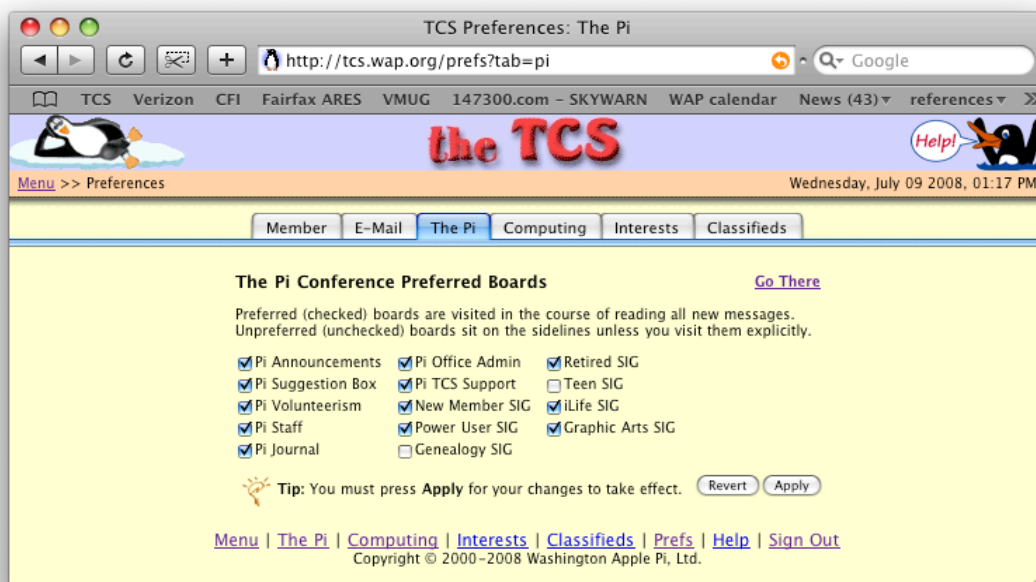 TCS Preferences: The Pi
http://tcs.wap.org/prefs?tab=pi
Google
TCS Verizon CFI Fairfax ARES VMUG 147300.com – SKYWARN WAP calendar News (43) references
the TCS
Help!
Menu >> Preferences Wednesday, July 09 2008, 01:17 PM
Member E-Mail The Pi Computing Interests Classifieds
The Pi Conference Preferred Boards Go There
Preferred (checked) boards are visited in the course of reading all new messages.
Unpreferred (unchecked) boards sit on the sidelines unless you visit them explicitly.
Pi Announcements Pi Office Admin Retired SIG
Pi Suggestion Box Pi TCS Support Teen SIG
Pi Volunteerism New Member SIG iLife SIG
Pi Staff Power User SIG Graphic Arts SIG
Pi Journal Genealogy SIG
Tip: You must press Apply for your changes to take effect. Revert Apply
Menu | The Pi | Computing | Interests | Classifieds | Prefs | Help | Sign Out
Copyright © 2000–2008 Washington Apple Pi, Ltd.